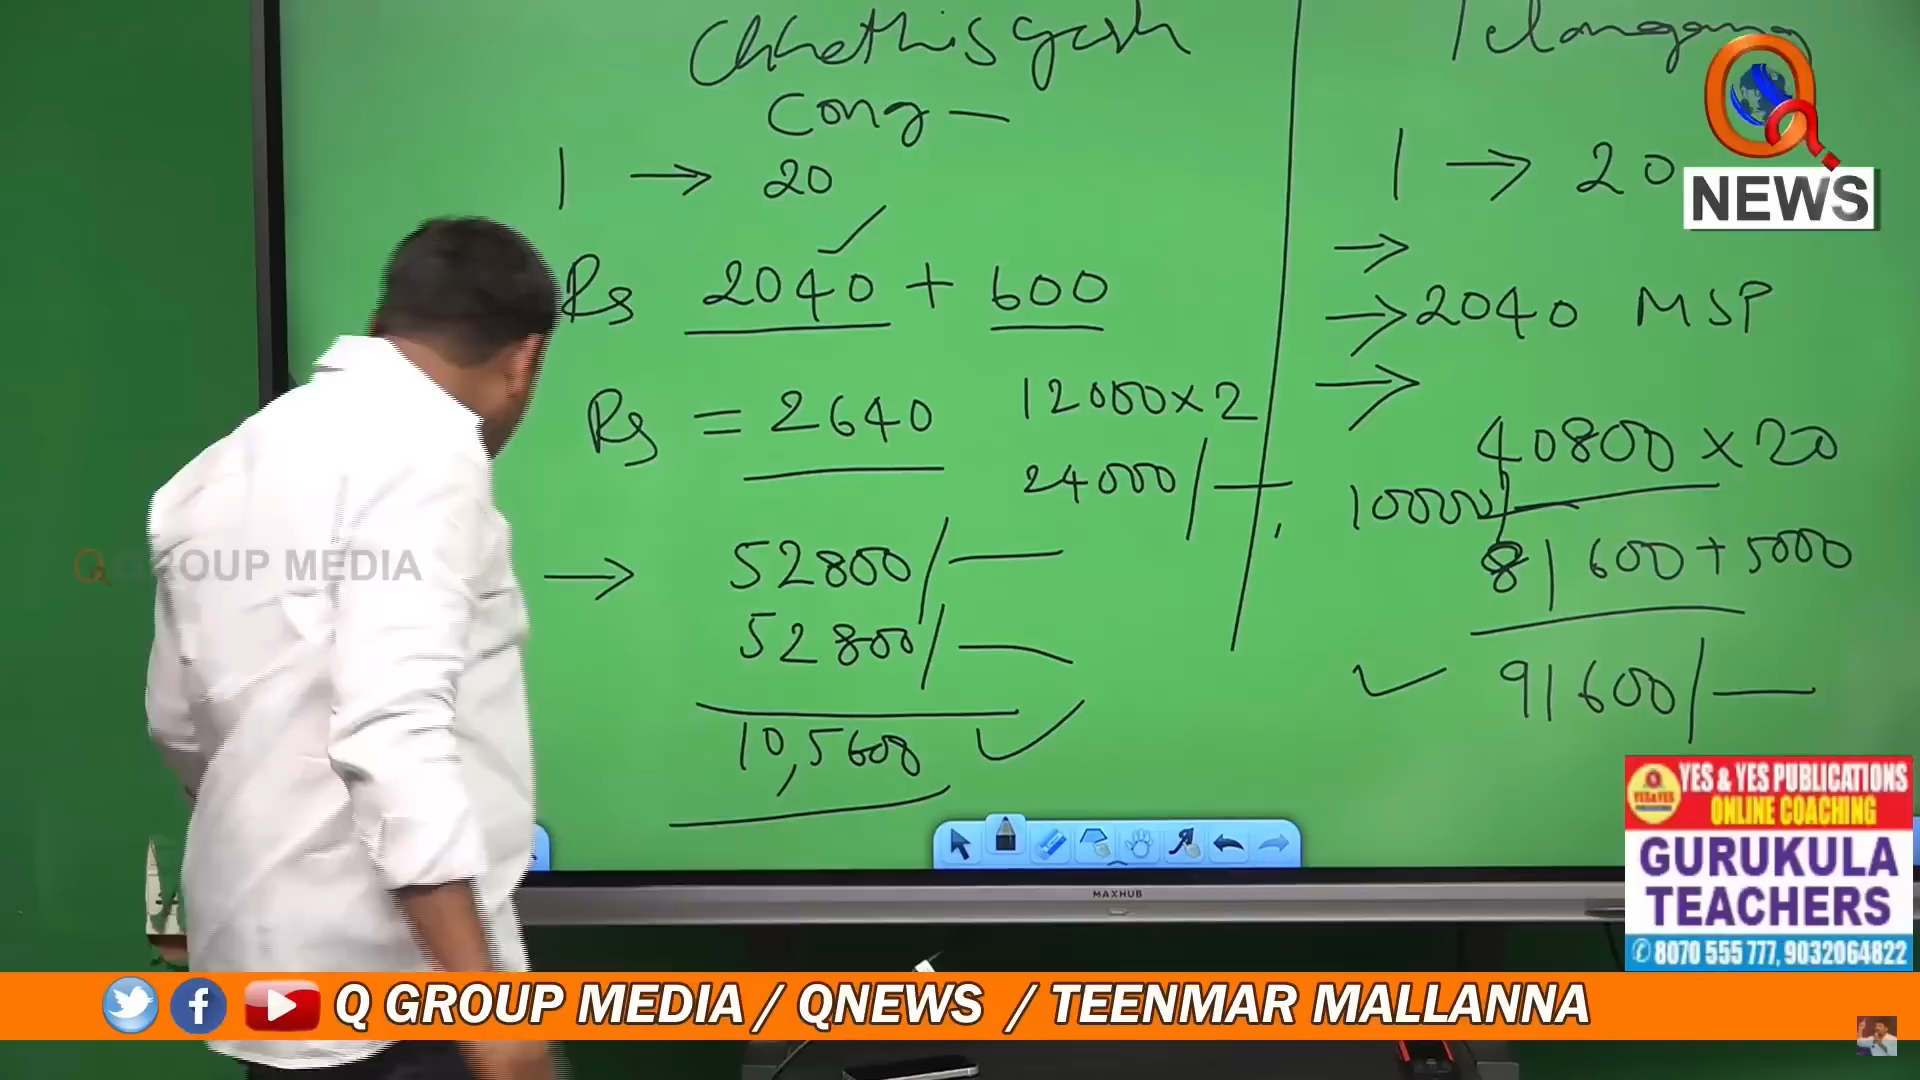 Chhethisgash
Cong –
1 → 20
Rs 2040 + 600
Rs = 2640
12000 x 2
24000/-
→ 52800/-
52800/-
10,5600
Telangana
1 → 20
→
→ 2040 MSP
→
40800 x 20
10000/
81600 + 5000
91600/-
Q
NEWS
Q GROUP MEDIA
MAXHUB
YES & YES PUBLICATIONS
ONLINE COACHING
GURUKULA
TEACHERS
8070 555 777, 9032064822
Q GROUP MEDIA / QNEWS / TEENMAR MALLANNA